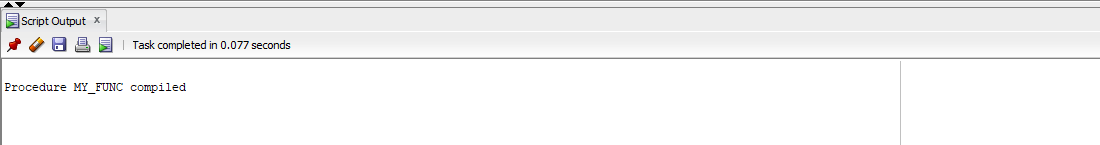 Script Output x
Task completed in 0.077 seconds
Procedure MY_FUNC compiled